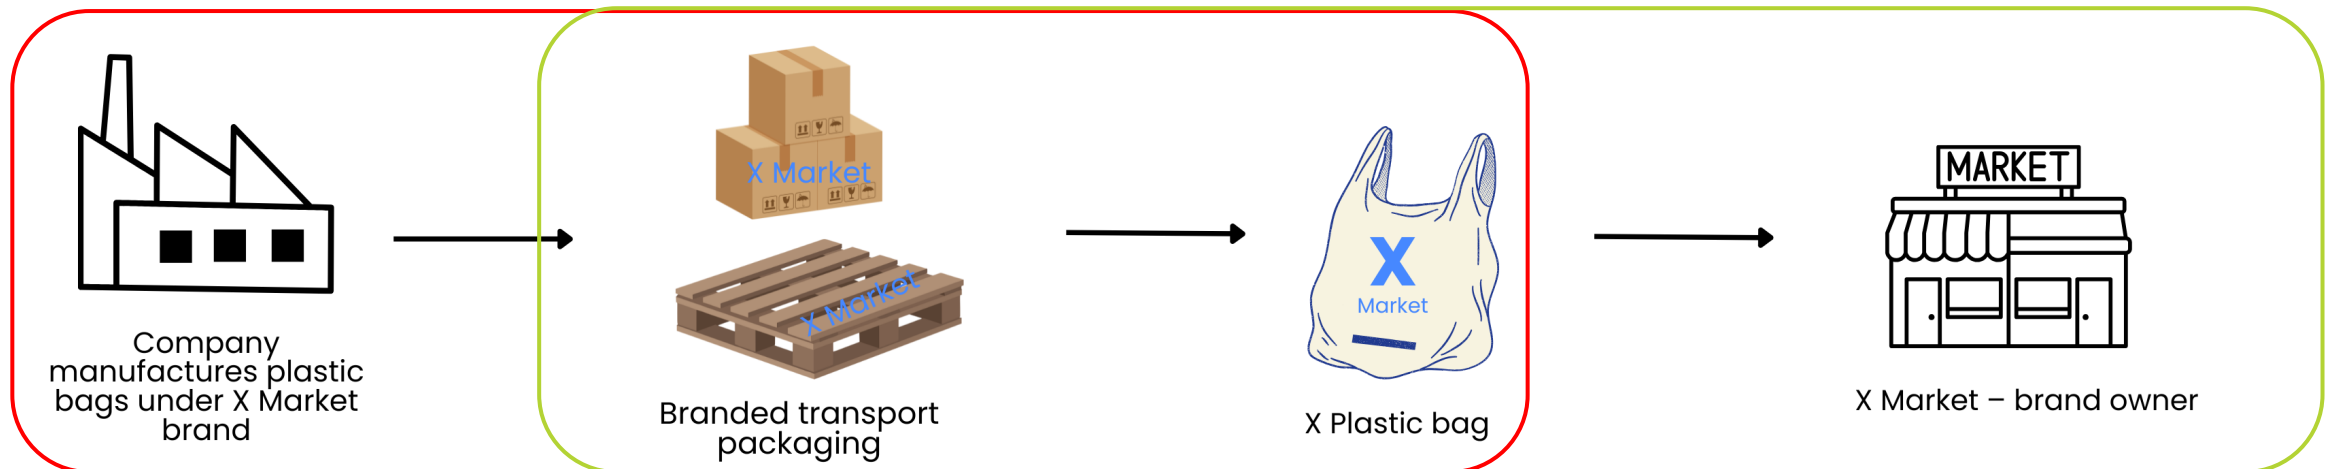 Company
manufactures plastic
bags under X Market
brand
X Market
X Market
Branded transport
packaging
X
Market
X Plastic bag
MARKET
X Market – brand owner